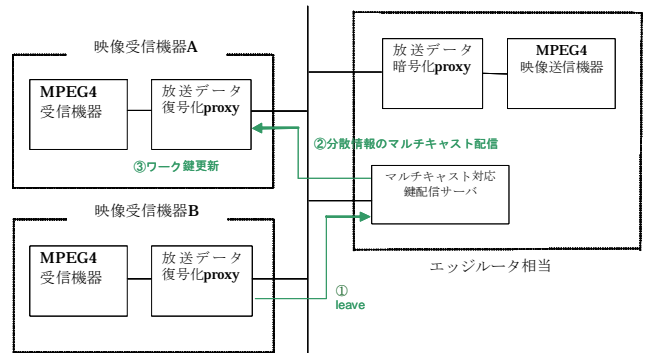 映像受信機器A
MPEG4
受信機器
放送データ
復号化proxy
③ワーク鍵更新
映像受信機器B
MPEG4
受信機器
放送データ
復号化proxy
①
leave
②分散情報のマルチキャスト配信
放送データ
暗号化proxy
MPEG4
映像送信機器
マルチキャスト対応
鍵配信サーバ
エッジルータ相当